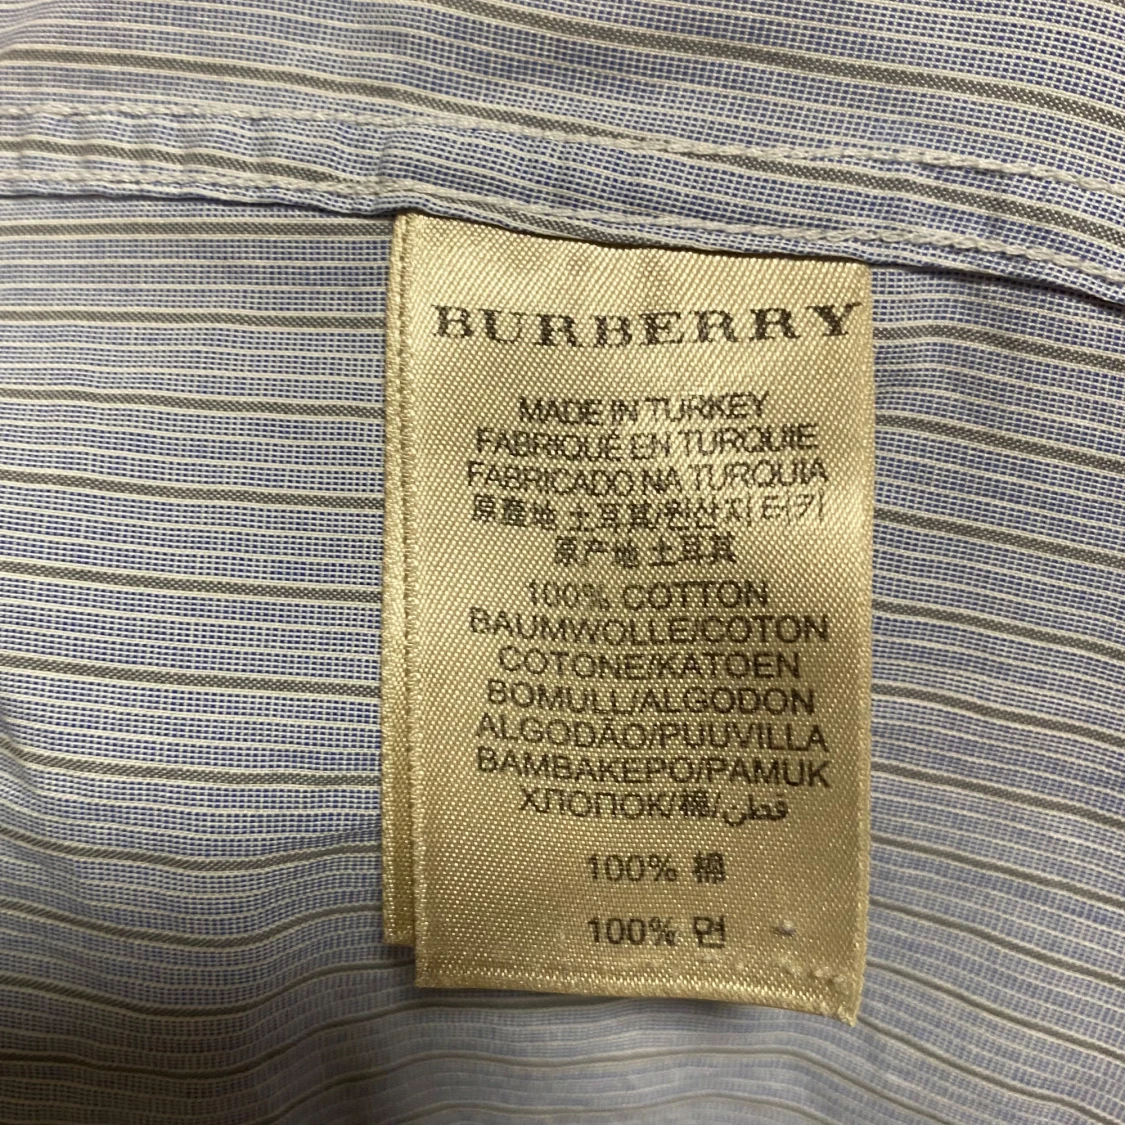 BURBERRY
MADE IN TURKEY
FABRIQUÉ EN TURQUIE
FABRICADO NA TURQUIA
原產地 土耳其/원산지 터키
原产地 土耳其
100% COTTON
BAUMWOLLE/COTON
COTONE/KATOEN
BOMULL/ALGODON
ALGODÃO/PUUVILLA
ΒΑΜΒΑΚΕΡΟ/PAMUK
ХЛОПОК/棉/قطن
100% 棉
100% 면